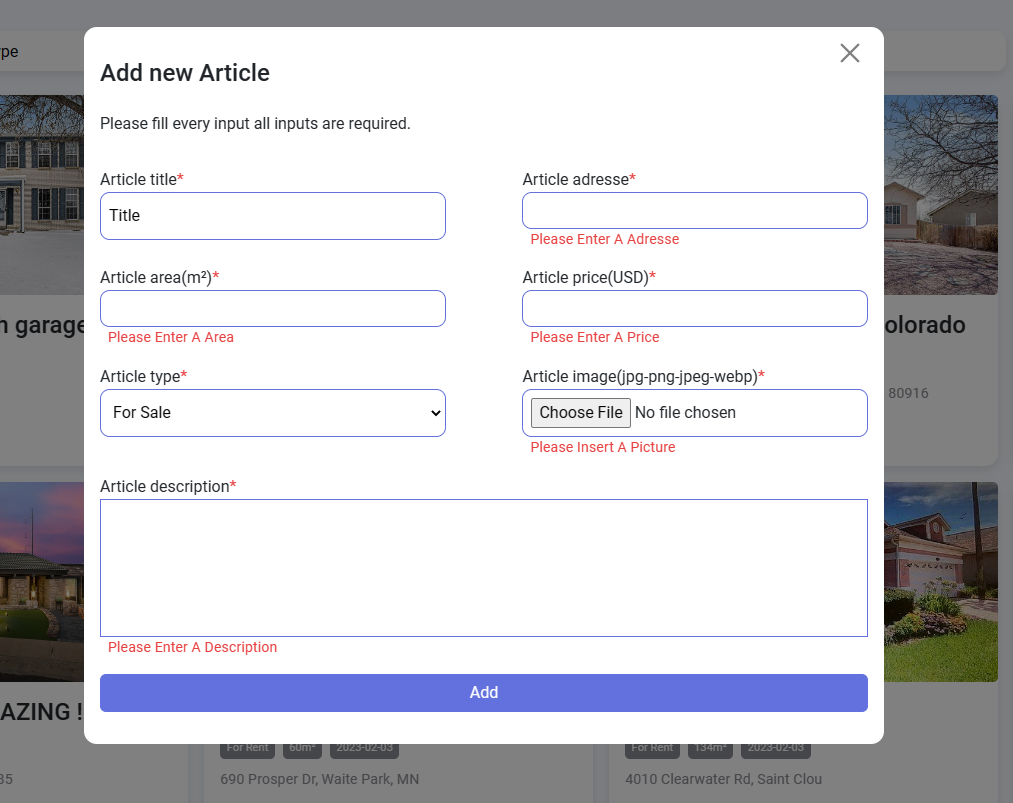 ype
Add new Article
Please fill every input all inputs are required.
Article title*
Title
Article adresse*
Please Enter A Adresse
Article area(m²)*
Please Enter A Area
Article price(USD)*
Please Enter A Price
Article type*
For Sale
Article image(jpg-png-jpeg-webp)*
Choose File No file chosen
Please Insert A Picture
Article description*
Please Enter A Description
Add
h garage
olorado
80916
AZING !
35
For Rent 60m² 2023-02-03
690 Prosper Dr, Waite Park, MN
For Rent 134m² 2023-02-03
4010 Clearwater Rd, Saint Clou